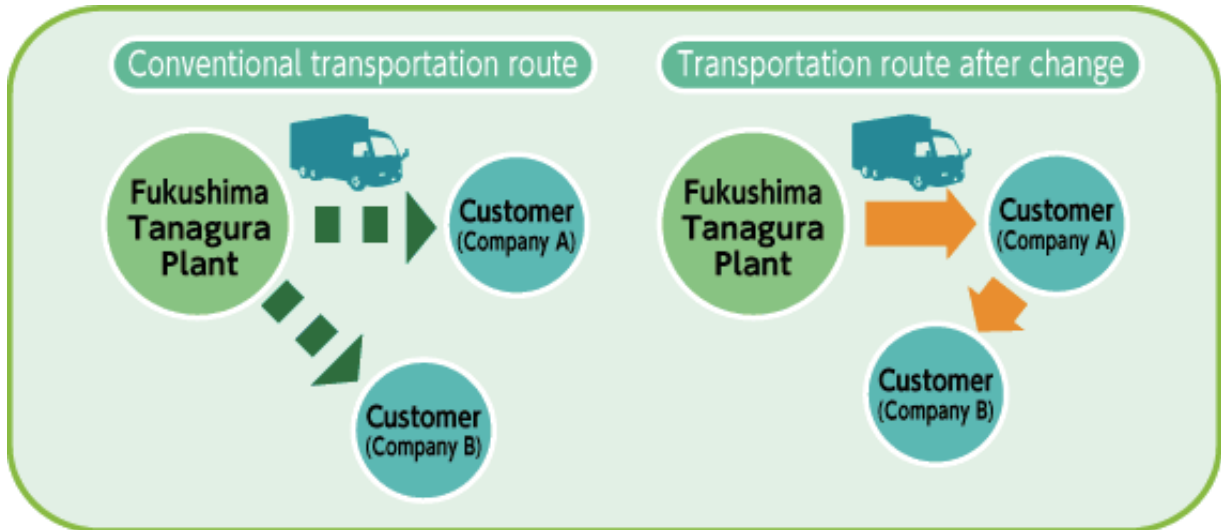 Conventional transportation route
Fukushima
Tanagura
Plant
Customer
(Company A)
Customer
(Company B)
Transportation route after change
Fukushima
Tanagura
Plant
Customer
(Company A)
Customer
(Company B)